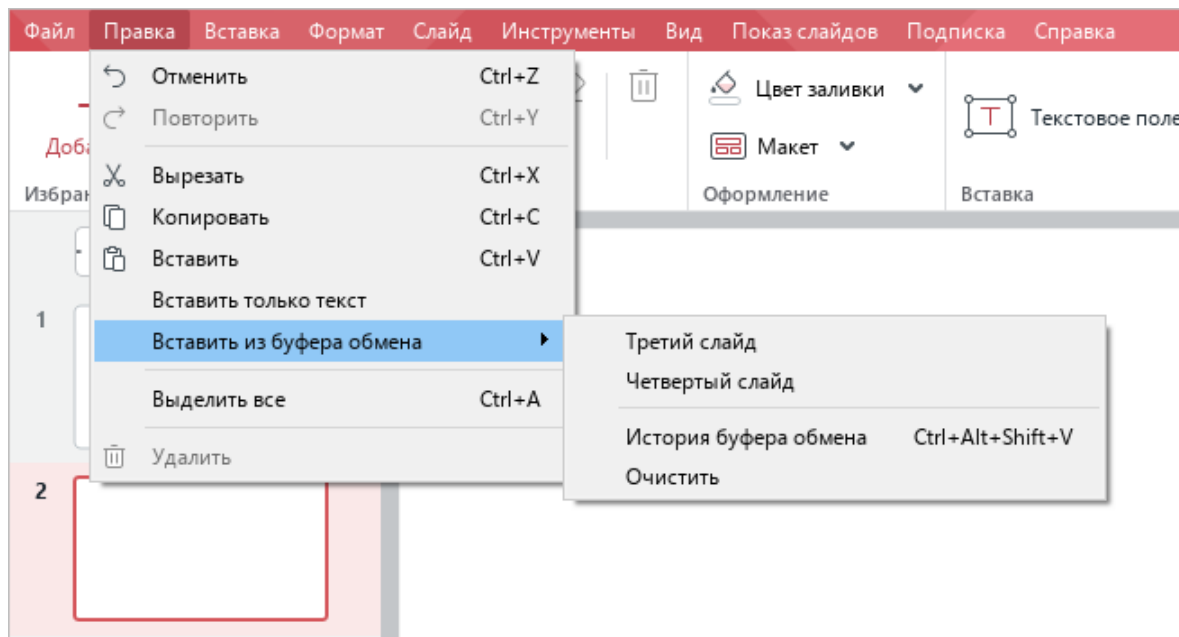 Файл Правка Вставка Формат Слайд Инструменты Вид Показ слайдов Подписка Справка
Отменить Ctrl+Z
Повторить Ctrl+Y
Вырезать Ctrl+X
Копировать Ctrl+C
Вставить Ctrl+V
Вставить только текст
Вставить из буфера обмена
Выделить все Ctrl+A
Удалить
Третий слайд
Четвертый слайд
История буфера обмена Ctrl+Alt+Shift+V
Очистить
Цвет заливки
Макет
Оформление
Текстовое поле
Вставка
1
2